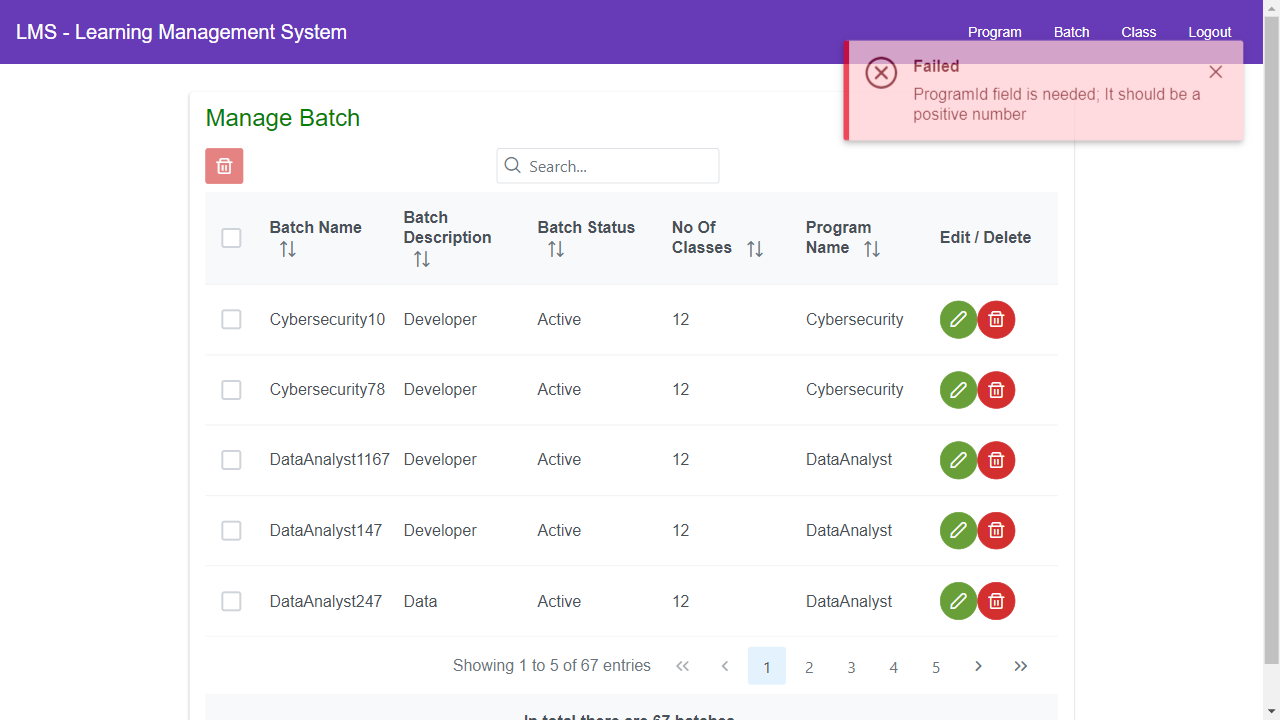 LMS - Learning Management System
Program Batch Class Logout
Failed
ProgramId field is needed; It should be a
positive number
Manage Batch
Search...
Batch Name
Batch
Description
Batch Status
No Of
Classes
Program
Name
Edit / Delete
Cybersecurity10 Developer Active 12 Cybersecurity
Cybersecurity78 Developer Active 12 Cybersecurity
DataAnalyst1167 Developer Active 12 DataAnalyst
DataAnalyst147 Developer Active 12 DataAnalyst
DataAnalyst247 Data Active 12 DataAnalyst
Showing 1 to 5 of 67 entries << < 1 2 3 4 5 > >>
In total there are 67 batches